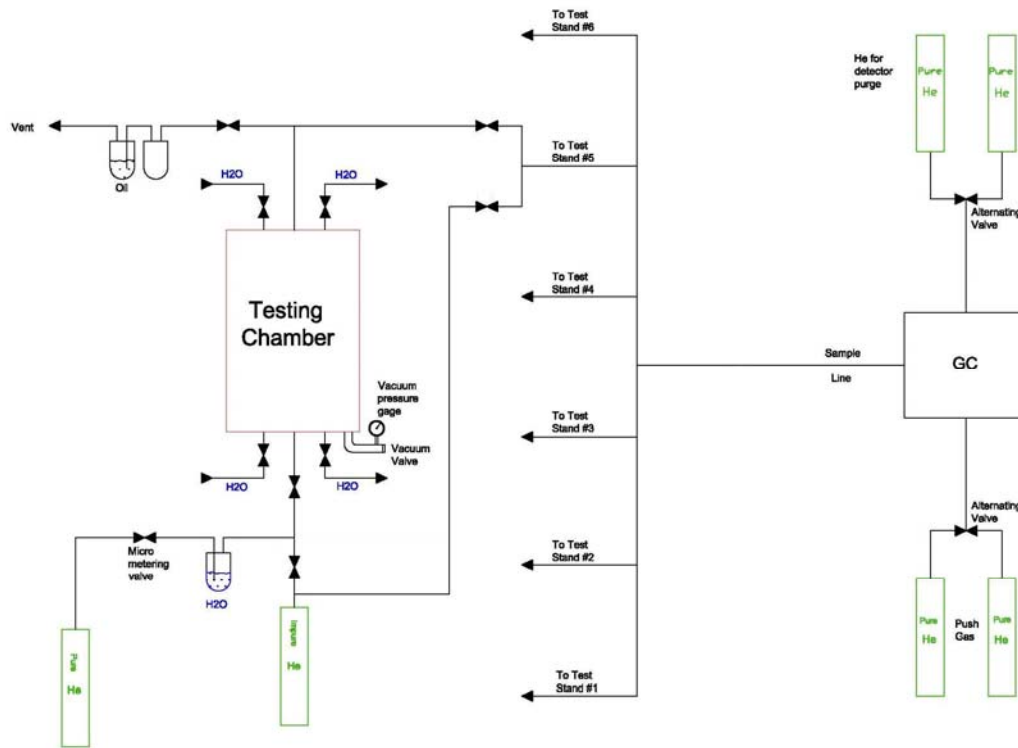 To Test
Stand #6
He for
detector
purge
Pure
He
Pure
He
Vent
Oil
H2O
H2O
To Test
Stand #5
Alternating
Valve
Testing
Chamber
To Test
Stand #4
Sample
Line
GC
Vacuum
pressure
gage
Vacuum
Valve
To Test
Stand #3
H2O
H2O
Alternating
Valve
Micro
metering
valve
H2O
To Test
Stand #2
Impure
He
Pure
He
Push
Gas
Pure
He
Pure
He
To Test
Stand #1